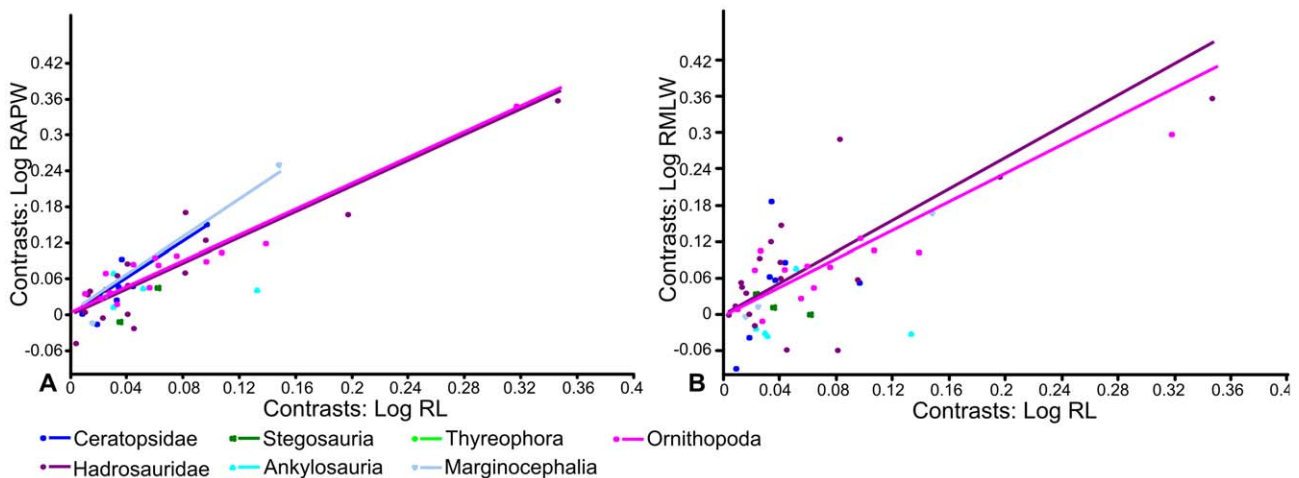 Contrasts: Log RAPW
0.42
0.36
0.3
0.24
0.18
0.12
0.06
0
-0.06
A
0 0.04 0.08 0.12 0.16 0.2 0.24 0.28 0.32 0.36 0.4
Contrasts: Log RL
Contrasts: Log RMLW
0.42
0.36
0.3
0.24
0.18
0.12
0.06
0
-0.06
B
0 0.04 0.08 0.12 0.16 0.2 0.24 0.28 0.32 0.36 0.4
Contrasts: Log RL
Ceratopsidae Stegosauria Thyreophora Ornithopoda
Hadrosauridae Ankylosauria Marginocephalia